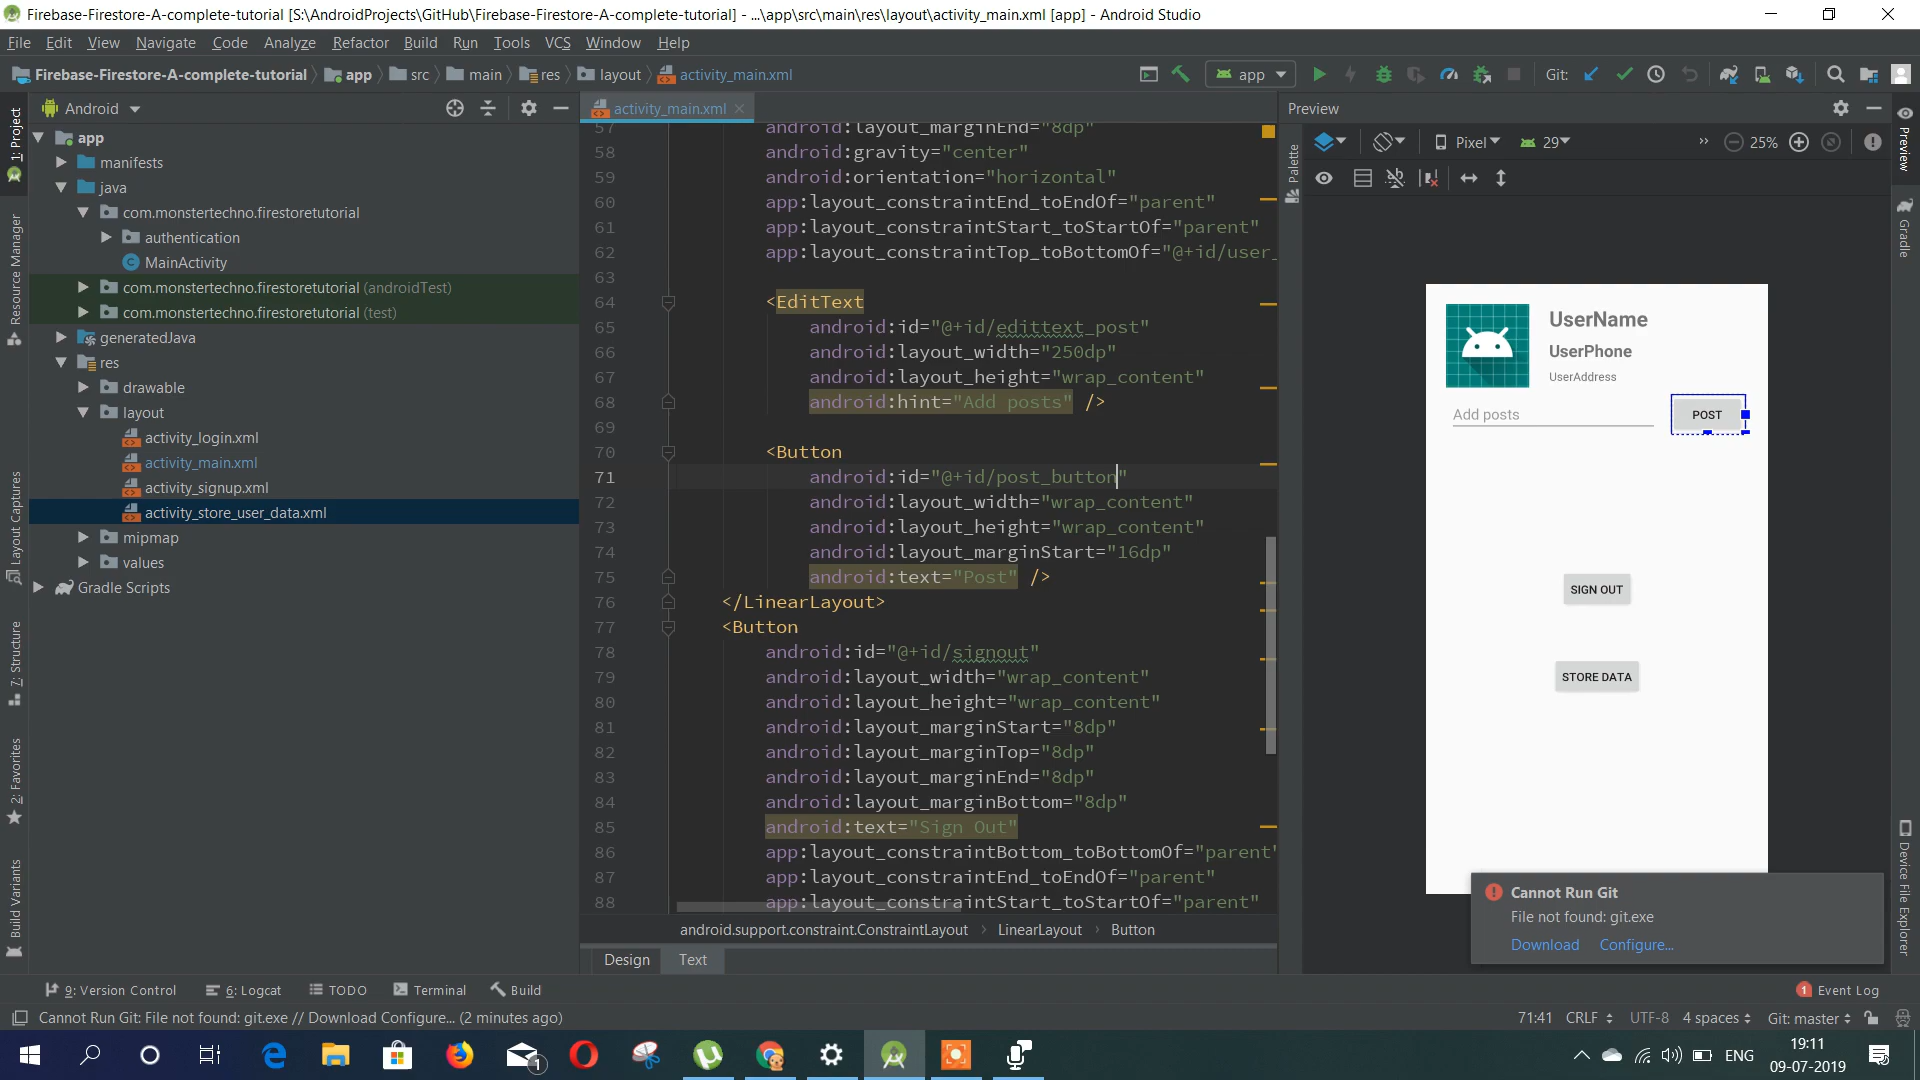 Firebase-Firestore-A-complete-tutorial [S:\AndroidProjects\GitHub\Firebase-Firestore-A-complete-tutorial] - ...\app\src\main\res\layout\activity_main.xml [app] - Android Studio
File Edit View Navigate Code Analyze Refactor Build Run Tools VCS Window Help
Firebase-Firestore-A-complete-tutorial app src main res layout activity_main.xml app Git:
Android activity_main.xml Preview
1: Project
Resource Manager
Layout Captures
7: Structure
2: Favorites
Build Variants
app
manifests
java
com.monstertechno.firestoretutorial
authentication
MainActivity
com.monstertechno.firestoretutorial (androidTest)
com.monstertechno.firestoretutorial (test)
generatedJava
res
drawable
layout
activity_login.xml
activity_main.xml
activity_signup.xml
activity_store_user_data.xml
mipmap
values
Gradle Scripts
57 android:layout_marginEnd="8dp"
58 android:gravity="center"
59 android:orientation="horizontal"
60 app:layout_constraintEnd_toEndOf="parent"
61 app:layout_constraintStart_toStartOf="parent"
62 app:layout_constraintTop_toBottomOf="@+id/user_
63
64 <EditText
65 android:id="@+id/edittext_post"
66 android:layout_width="250dp"
67 android:layout_height="wrap_content"
68 android:hint="Add posts" />
69
70 <Button
71 android:id="@+id/post_button"
72 android:layout_width="wrap_content"
73 android:layout_height="wrap_content"
74 android:layout_marginStart="16dp"
75 android:text="Post" />
76 </LinearLayout>
77 <Button
78 android:id="@+id/signout"
79 android:layout_width="wrap_content"
80 android:layout_height="wrap_content"
81 android:layout_marginStart="8dp"
82 android:layout_marginTop="8dp"
83 android:layout_marginEnd="8dp"
84 android:layout_marginBottom="8dp"
85 android:text="Sign Out"
86 app:layout_constraintBottom_toBottomOf="parent"
87 app:layout_constraintEnd_toEndOf="parent"
88 app:layout_constraintStart_toStartOf="parent"
android.support.constraint.ConstraintLayout LinearLayout Button
Design Text
Palette
Pixel 29 25%
UserName
UserPhone
UserAddress
Add posts POST
SIGN OUT
STORE DATA
Cannot Run Git
File not found: git.exe
Download Configure...
Preview
Gradle
Device File Explorer
9: Version Control 6: Logcat TODO Terminal Build 1 Event Log
Cannot Run Git: File not found: git.exe // Download Configure... (2 minutes ago) 71:41 CRLF UTF-8 4 spaces Git: master
1 ENG 19:11
09-07-2019